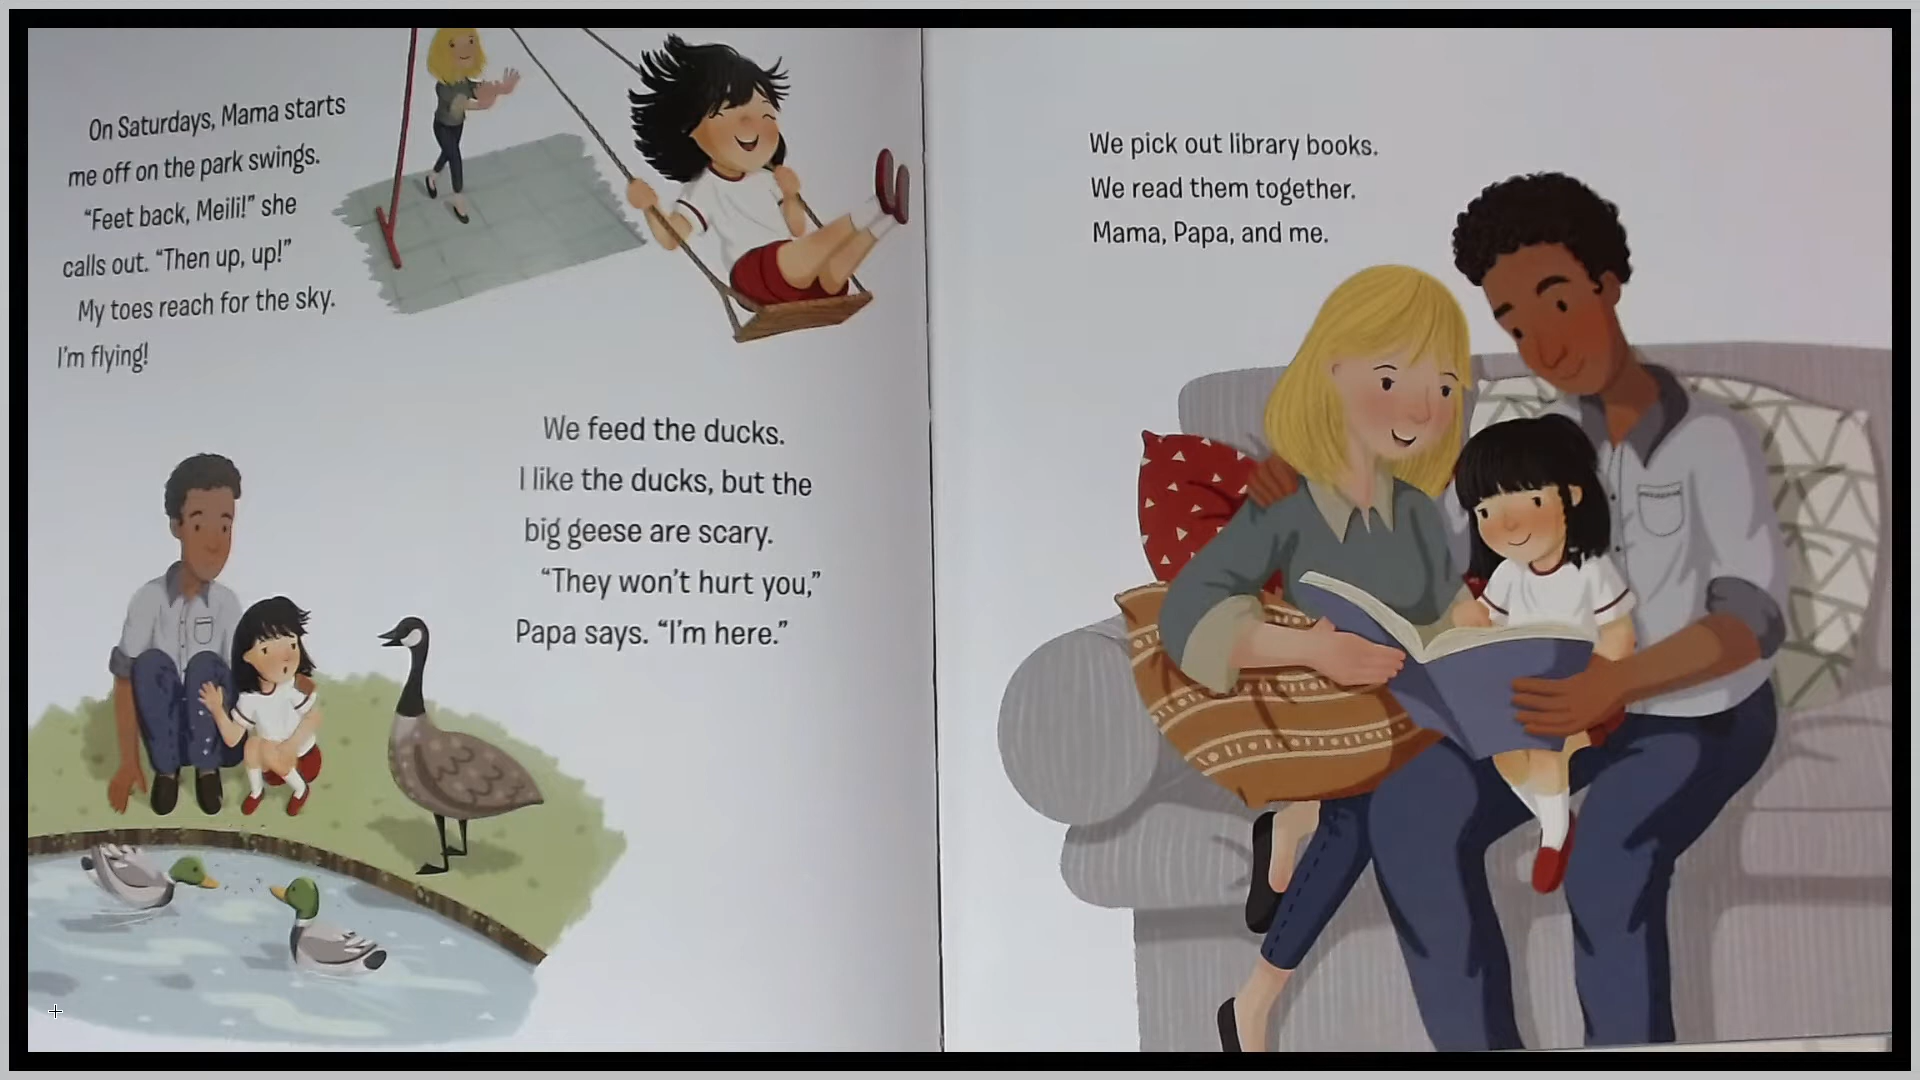 On Saturdays, Mama starts
me off on the park swings.
“Feet back, Meili!” she
calls out. “Then up, up!”
My toes reach for the sky.
I’m flying!
We feed the ducks.
I like the ducks, but the
big geese are scary.
“They won’t hurt you,”
Papa says. “I’m here.”
We pick out library books.
We read them together.
Mama, Papa, and me.